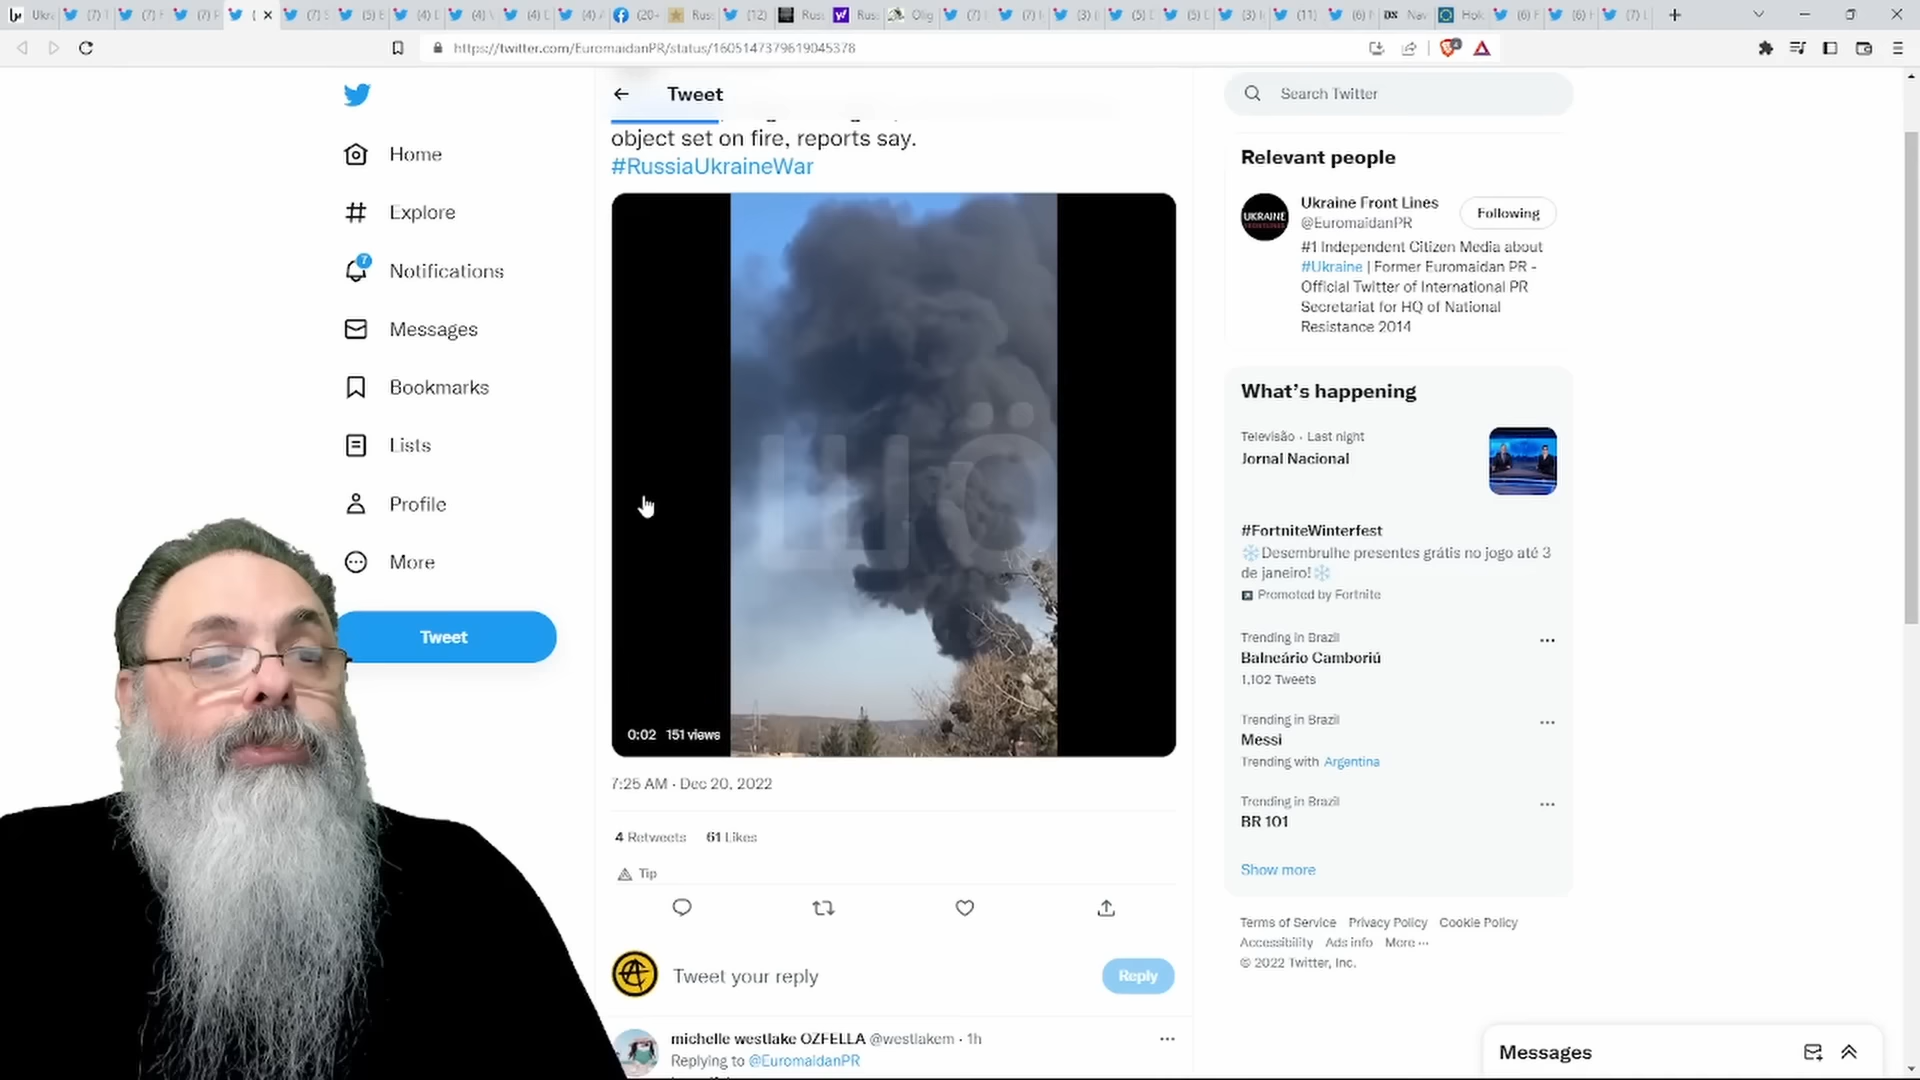 https://twitter.com/EuromaidanPR/status/1605147379619045378
Home
Explore
7
Notifications
Messages
Bookmarks
Lists
Profile
More
Tweet
Tweet
object set on fire, reports say.
#RussiaUkraineWar
0:02 151 views
7:25 AM · Dec 20, 2022
4 Retweets 61 Likes
Tip
Tweet your reply
Reply
michelle westlake OZFELLA @westlakem · 1h
Replying to @EuromaidanPR
Search Twitter
Relevant people
UKRAINE
Ukraine Front Lines
@EuromaidanPR
Following
#1 Independent Citizen Media about
#Ukraine | Former Euromaidan PR -
Official Twitter of International PR
Secretariat for HQ of National
Resistance 2014
What's happening
Televisão · Last night
Jornal Nacional
#FortniteWinterfest
❄️Desembrulhe presentes grátis no jogo até 3
de janeiro!❄️
Promoted by Fortnite
Trending in Brazil
Balneário Camboriú
1,102 Tweets
Trending in Brazil
Messi
Trending with Argentina
Trending in Brazil
BR 101
Show more
Terms of Service Privacy Policy Cookie Policy
Accessibility Ads info More ···
© 2022 Twitter, Inc.
Messages